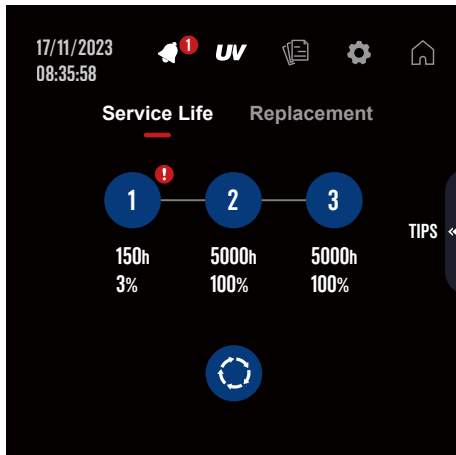 17/11/2023
08:35:58
1
UV
Service Life Replacement
!
1 2 3
150h 5000h 5000h
3% 100% 100%
TIPS «